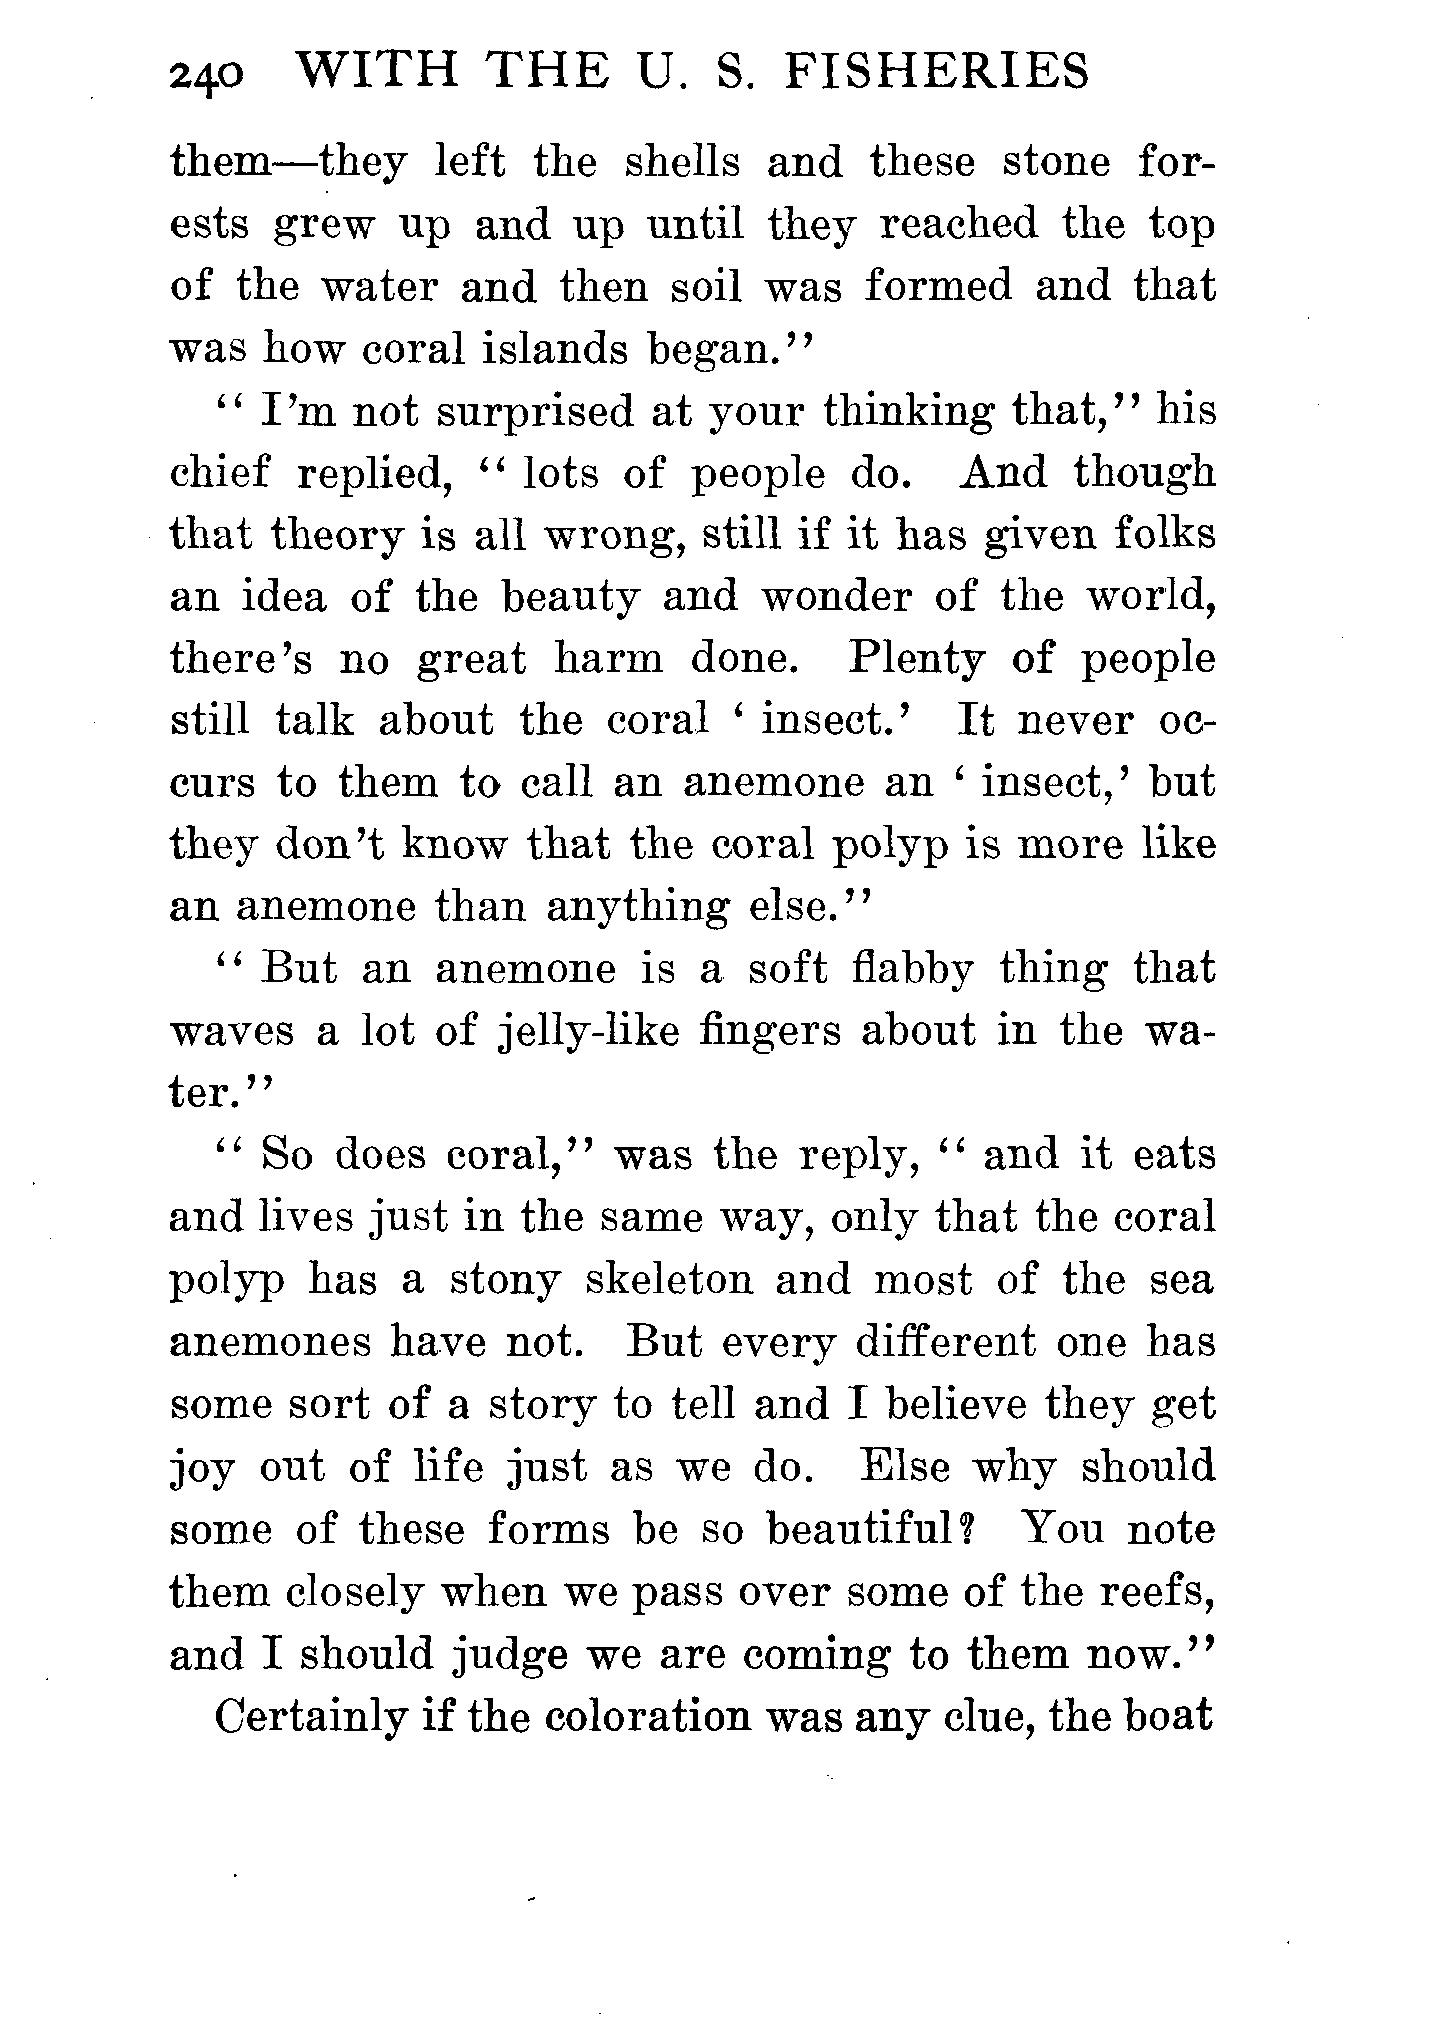 240 WITH THE U. S. FISHERIES
them—they left the shells and these stone for-
ests grew up and up until they reached the top
of the water and then soil was formed and that
was how coral islands began.''
'' I'm not surprised at your thinking that,'' his
chief replied, '' lots of people do. And though
that theory is all wrong, still if it has given folks
an idea of the beauty and wonder of the world,
there's no great harm done. Plenty of people
still talk about the coral ' insect.' It never oc-
curs to them to call an anemone an ' insect,' but
they don't know that the coral polyp is more like
an anemone than anything else.''
'' But an anemone is a soft flabby thing that
waves a lot of jelly-like fingers about in the wa-
ter.''
'' So does coral,'' was the reply, '' and it eats
and lives just in the same way, only that the coral
polyp has a stony skeleton and most of the sea
anemones have not. But every different one has
some sort of a story to tell and I believe they get
joy out of life just as we do. Else why should
some of these forms be so beautiful? You note
them closely when we pass over some of the reefs,
and I should judge we are coming to them now.''
Certainly if the coloration was any clue, the boat